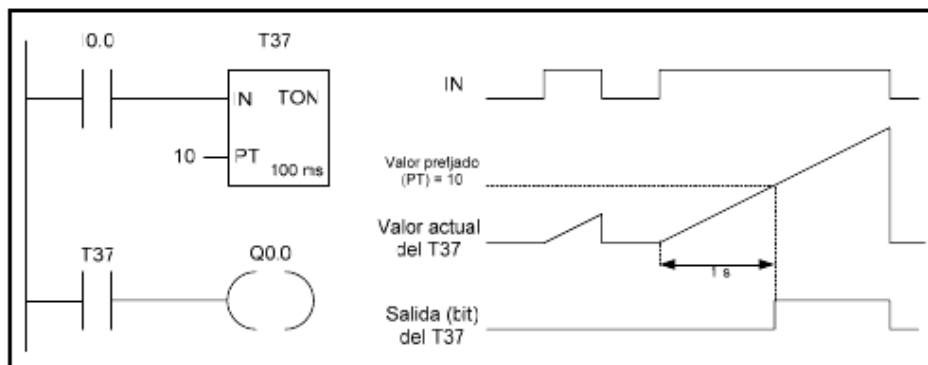 I0.0
T37
IN TON
10
PT
100 ms
T37
Q0.0
IN
Valor prefijado
(PT) = 10
Valor actual
del T37
1 s
Salida (bit)
del T37